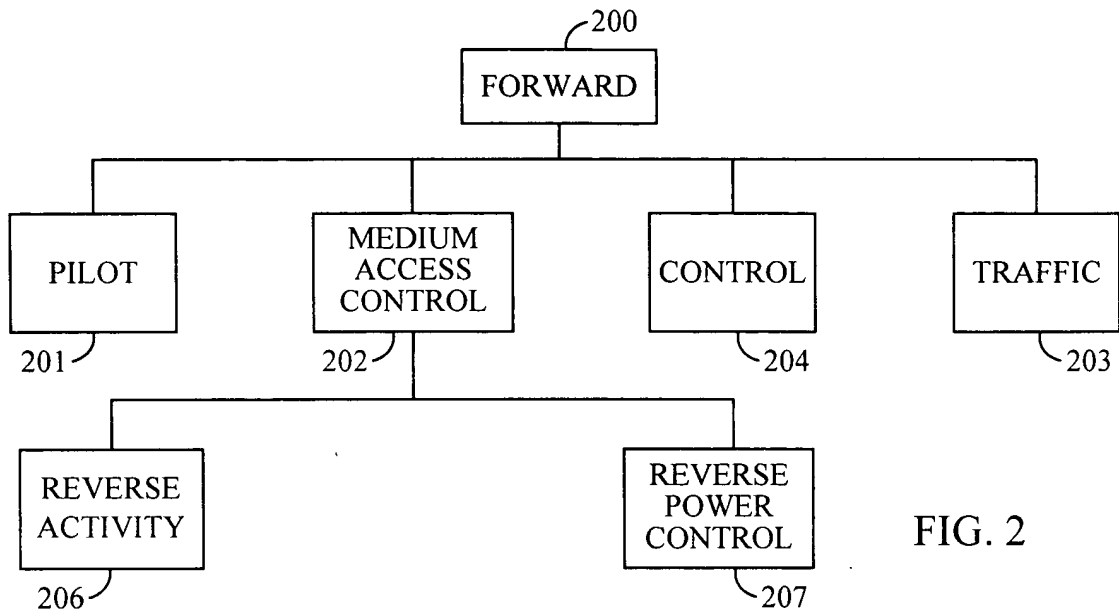 200
FORWARD
PILOT
MEDIUM
ACCESS
CONTROL
CONTROL
TRAFFIC
201
202
204
203
REVERSE
ACTIVITY
REVERSE
POWER
CONTROL
FIG. 2
206
207